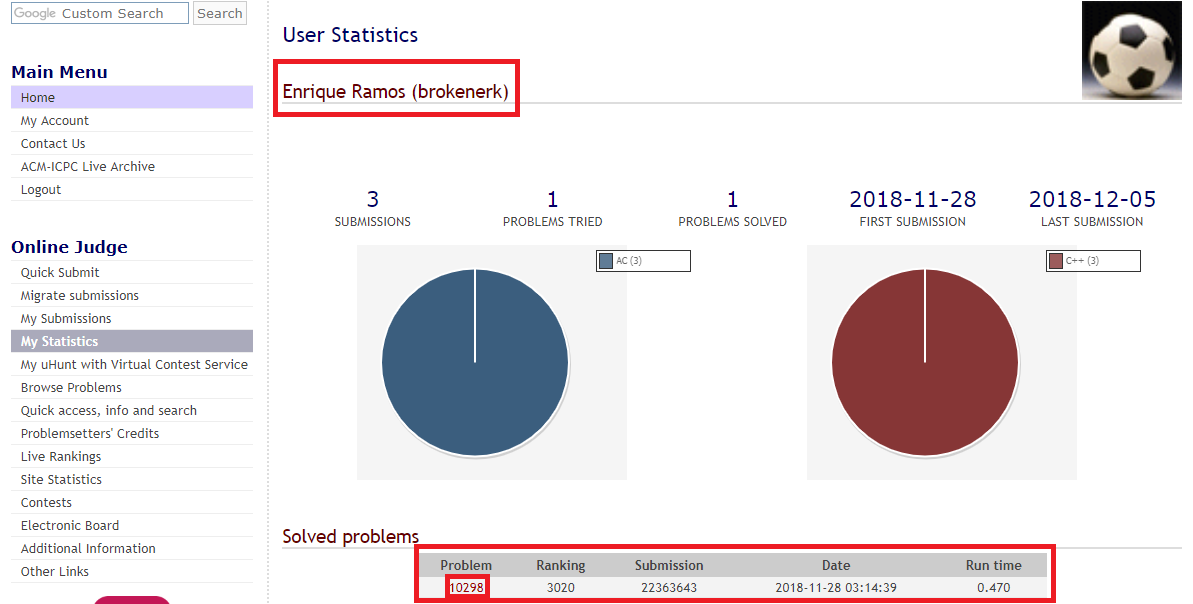 Google Custom Search Search
Main Menu
Home
My Account
Contact Us
ACM-ICPC Live Archive
Logout
Online Judge
Quick Submit
Migrate submissions
My Submissions
My Statistics
My uHunt with Virtual Contest Service
Browse Problems
Quick access, info and search
Problemsetters' Credits
Live Rankings
Site Statistics
Contests
Electronic Board
Additional Information
Other Links
User Statistics
Enrique Ramos (brokenerk)
3 1 1 2018-11-28 2018-12-05
SUBMISSIONS PROBLEMS TRIED PROBLEMS SOLVED FIRST SUBMISSION LAST SUBMISSION
AC (3) C++ (3)
Solved problems
Problem Ranking Submission Date Run time
10298 3020 22363643 2018-11-28 03:14:39 0.470